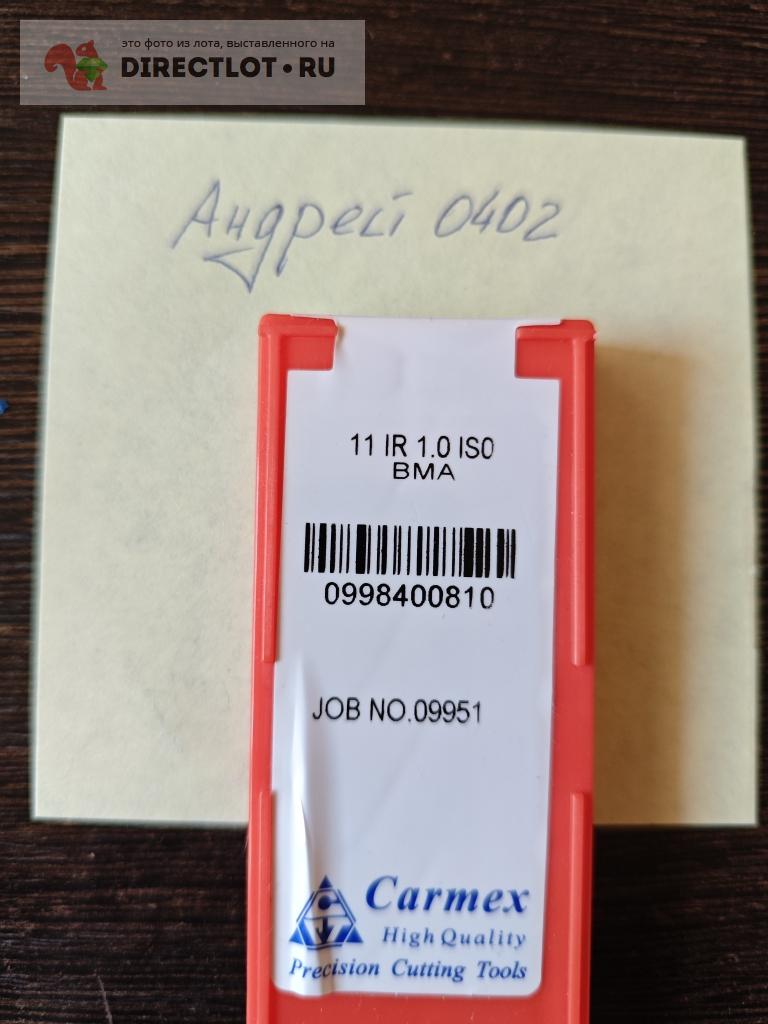 это фото из лота, выставленного на
DIRECTLOT.RU
Андрей 0402
11 IR 1.0 ISO
BMA
0998400810
JOB NO.09951
C
Carmex
High Quality
Precision Cutting Tools